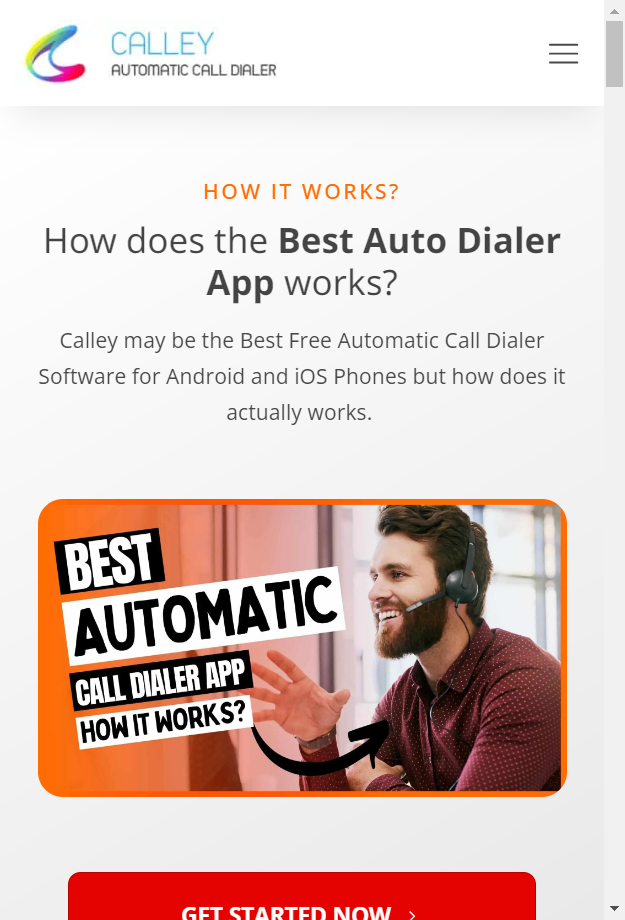 CALLEY
AUTOMATIC CALL DIALER
HOW IT WORKS?
How does the Best Auto Dialer
App works?
Calley may be the Best Free Automatic Call Dialer
Software for Android and iOS Phones but how does it
actually works.
BEST
AUTOMATIC
CALL DIALER APP
HOW IT WORKS?
GET STARTED NOW